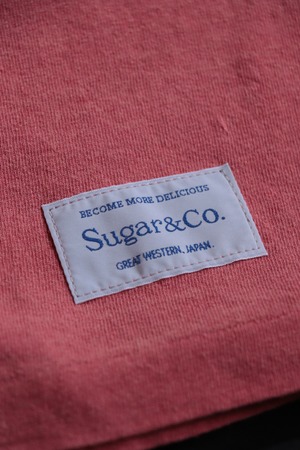 BECOME MORE DELICIOUS
Sugar&Co.
GREAT WESTERN, JAPAN.